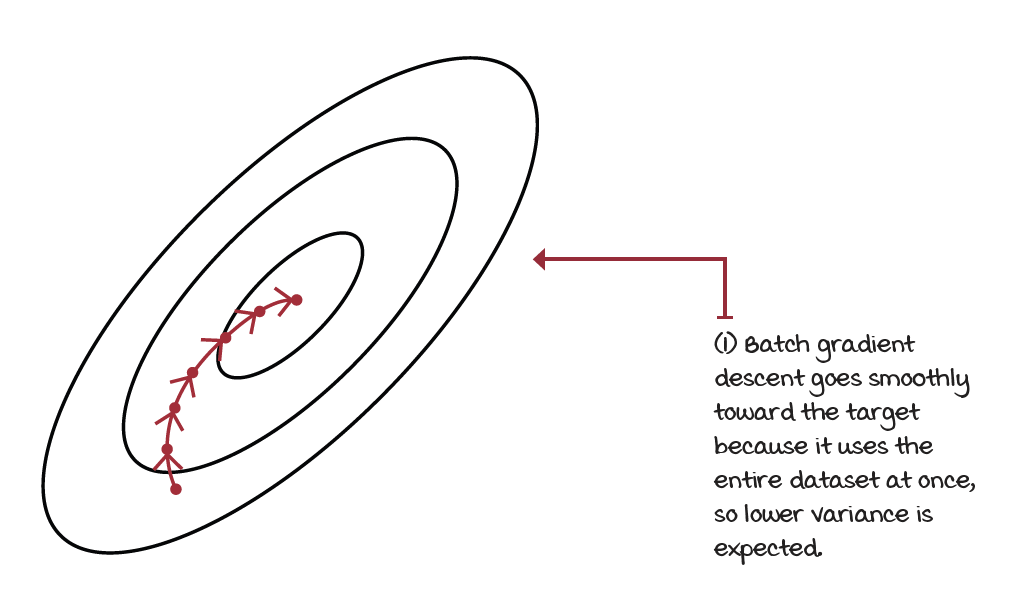 (1) Batch gradient
descent goes smoothly
toward the target
because it uses the
entire dataset at once,
so lower variance is
expected.